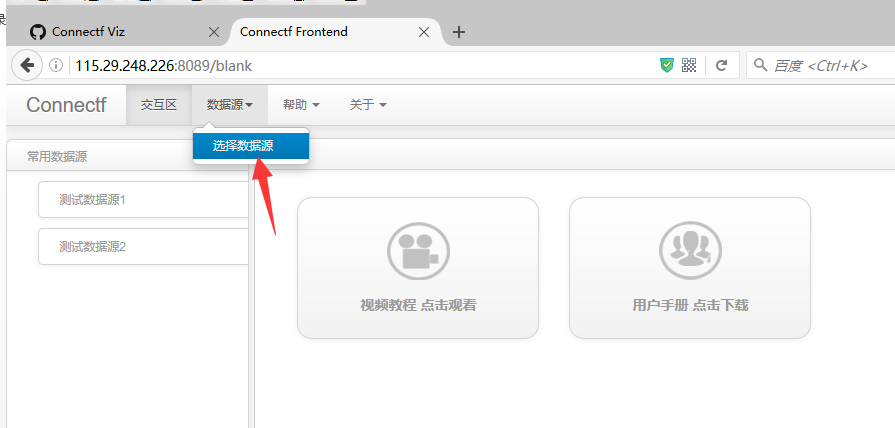 Connectf Viz
Connectf Frontend
115.29.248.226:8089/blank
百度 <Ctrl+K>
Connectf
交互区
数据源
帮助
关于
选择数据源
常用数据源
测试数据源1
测试数据源2
视频教程 点击观看
用户手册 点击下载